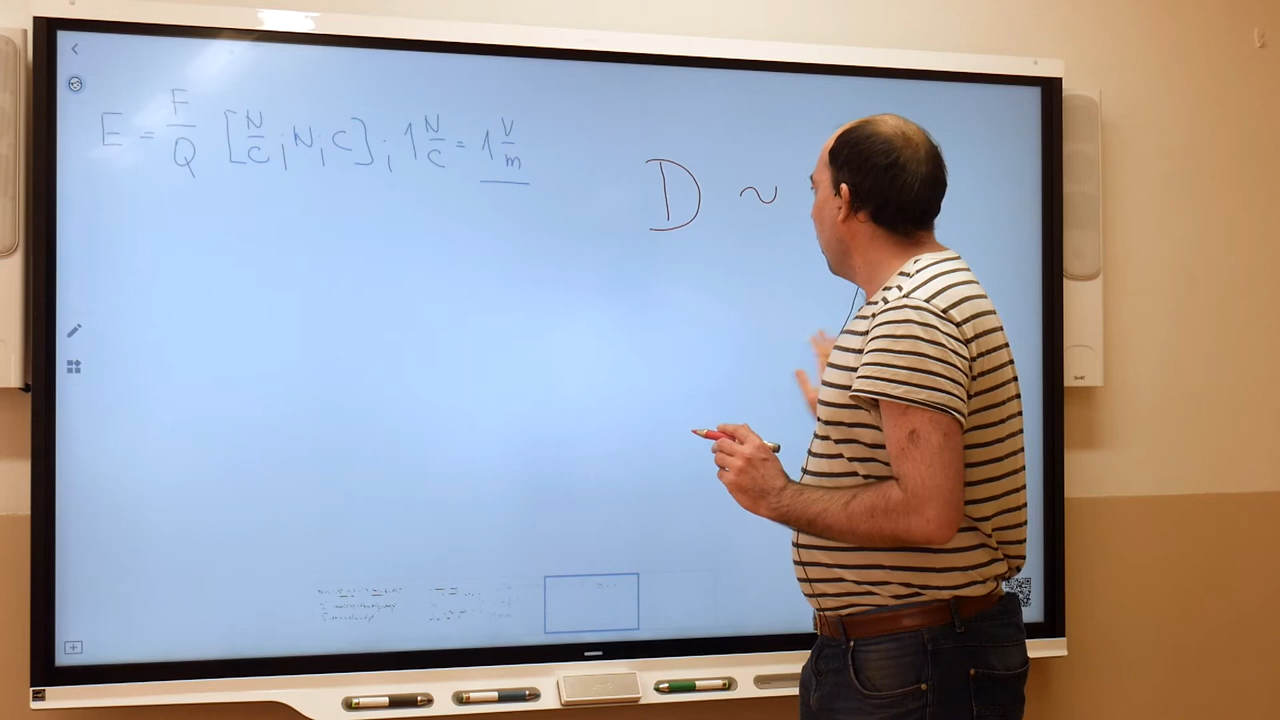 E = F/Q [N/C ; N ; C] ; 1 N/C = 1 V/m
D ~